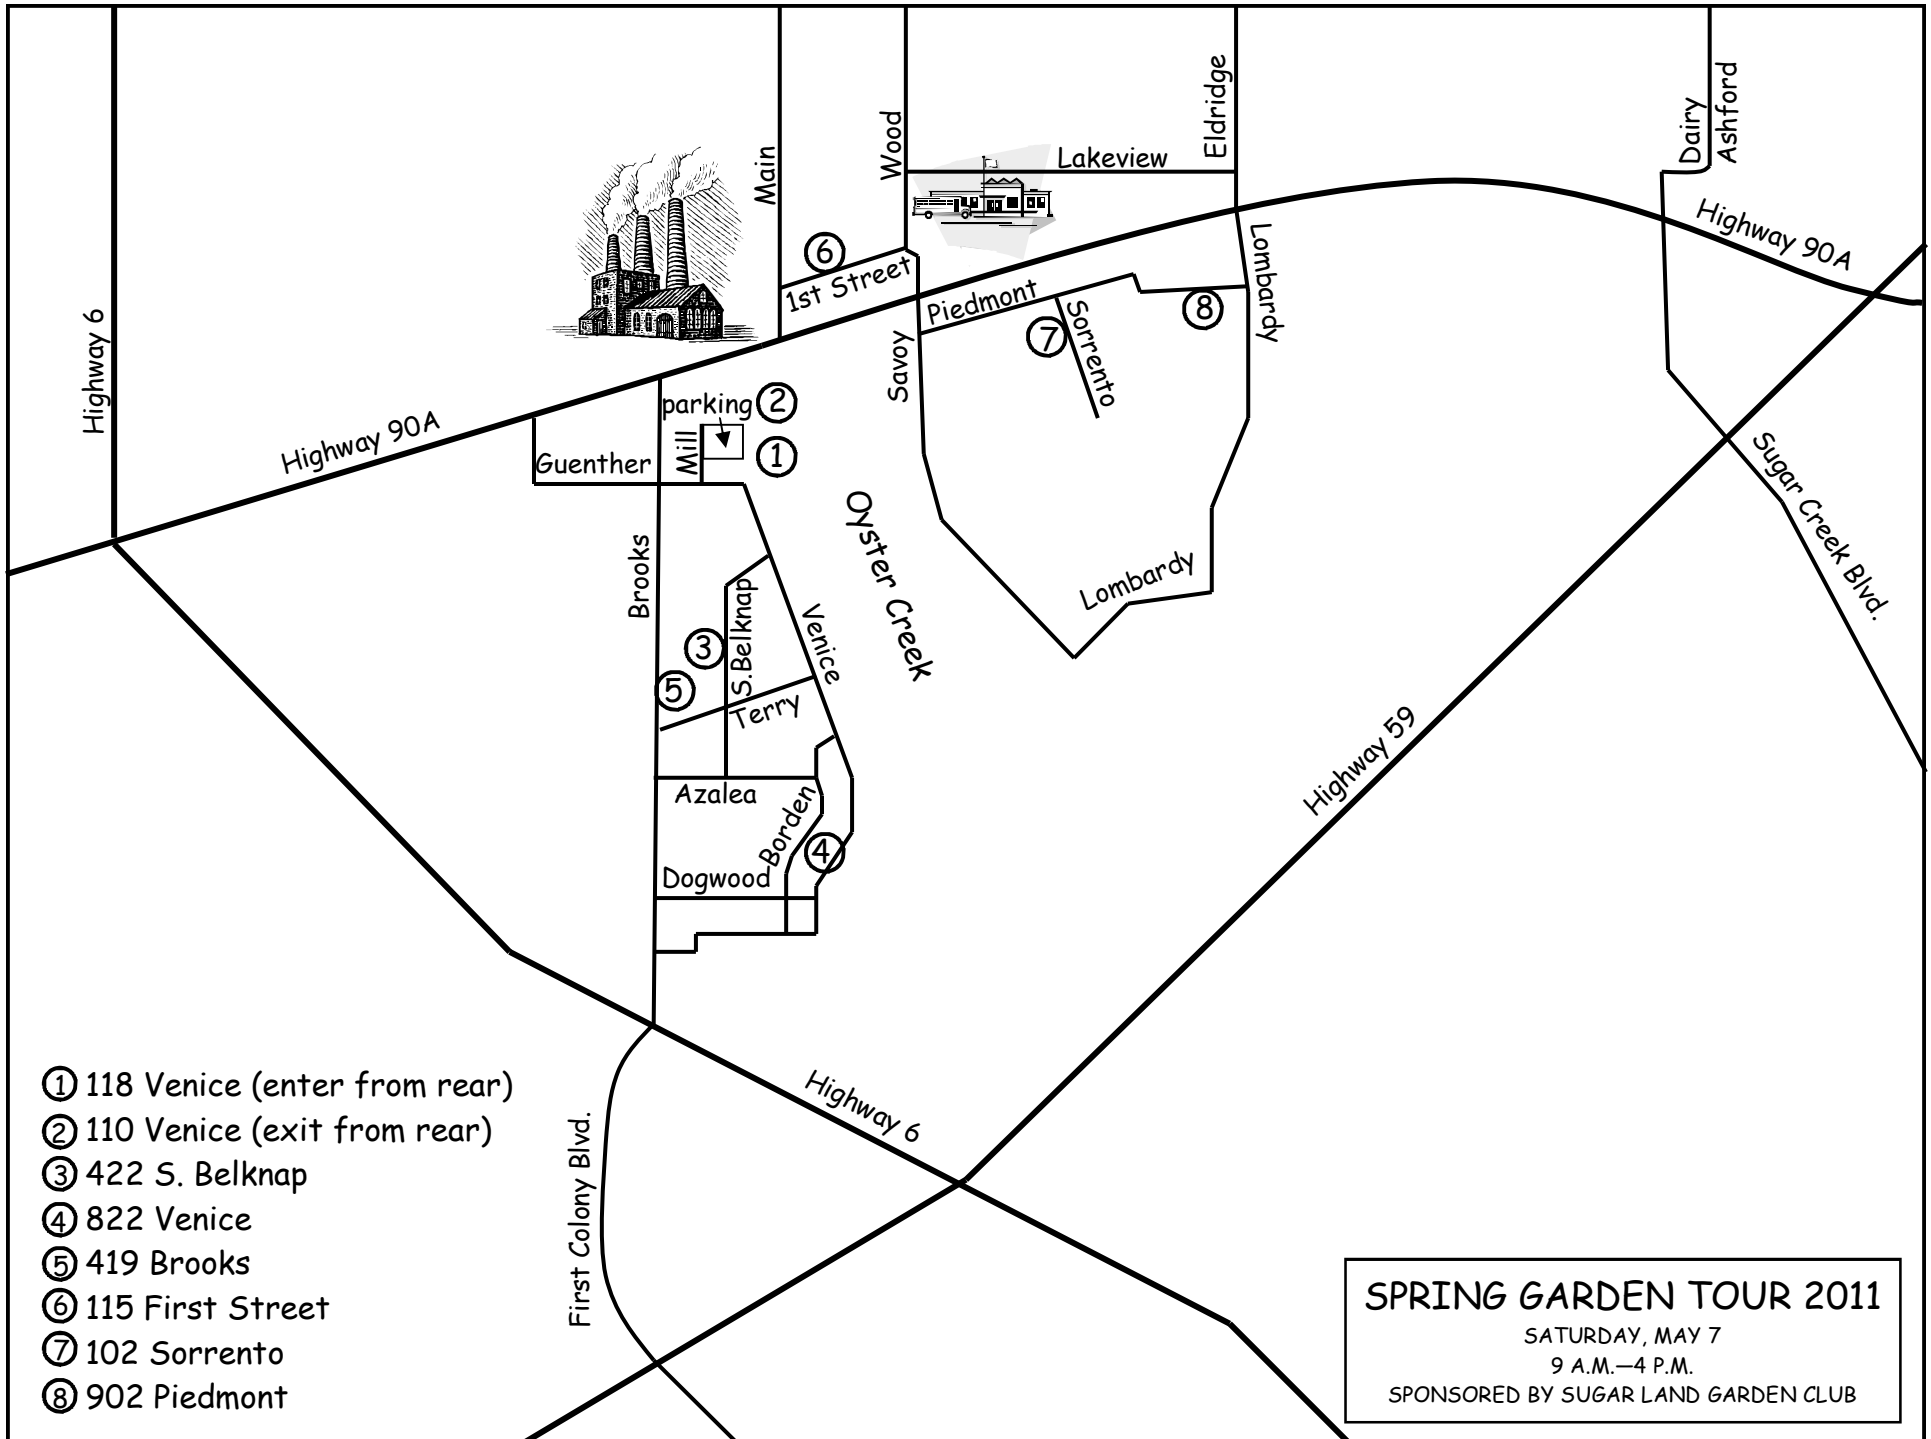 Highway 6
Main
Wood
Eldridge
Lakeview
Dairy
Ashford
Highway 90A
6
1st Street
Piedmont
8
Lombardy
7
Sorrento
Savoy
Highway 90A
parking
2
Mill
1
Guenther
Oyster Creek
Sugar Creek Blvd.
Brooks
S.Belknap
Venice
3
5
Terry
Lombardy
Highway 59
Azalea
Borden
4
Dogwood
Highway 6
First Colony Blvd.
1 118 Venice (enter from rear)
2 110 Venice (exit from rear)
3 422 S. Belknap
4 822 Venice
5 419 Brooks
6 115 First Street
7 102 Sorrento
8 902 Piedmont
SPRING GARDEN TOUR 2011
SATURDAY, MAY 7
9 A.M.—4 P.M.
SPONSORED BY SUGAR LAND GARDEN CLUB